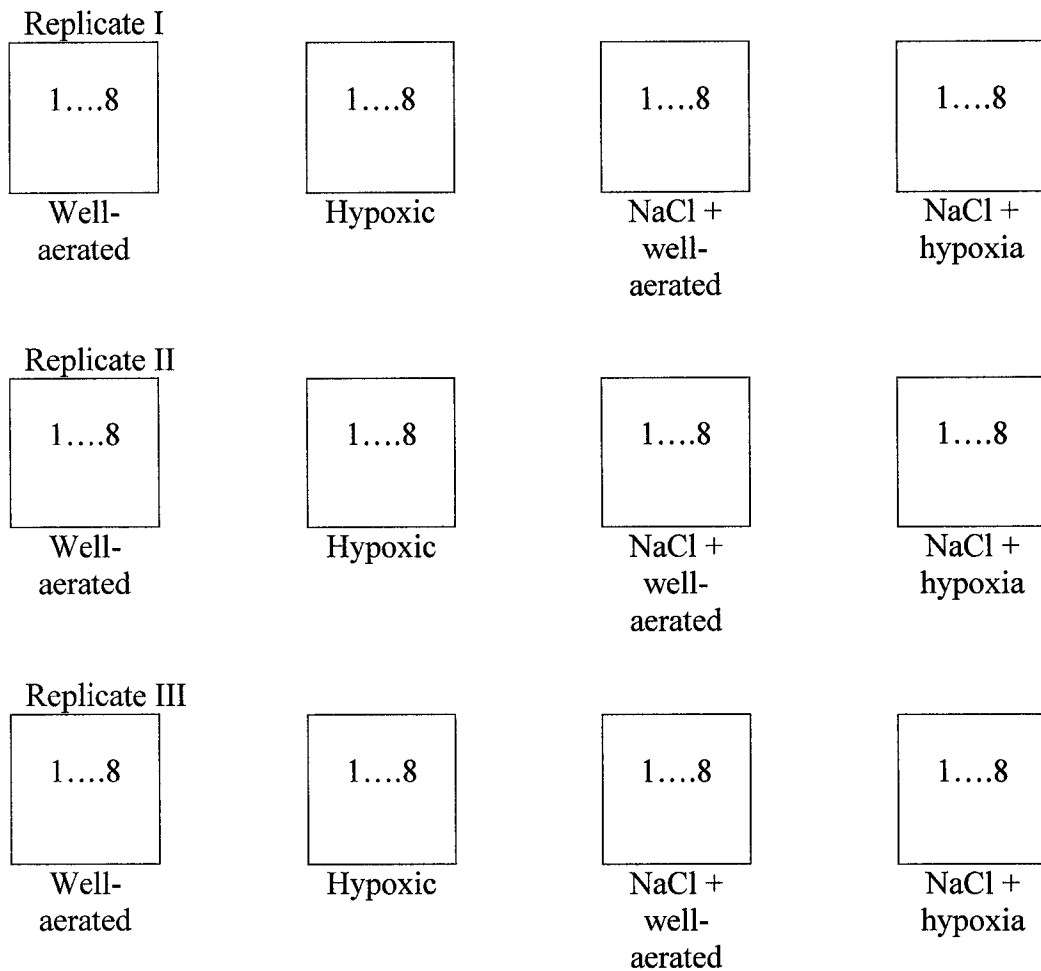 Replicate I
1....8 1....8 1....8 1....8
Well- Hypoxic NaCl + NaCl +
aerated well- hypoxia
aerated
Replicate II
1....8 1....8 1....8 1....8
Well- Hypoxic NaCl + NaCl +
aerated well- hypoxia
aerated
Replicate III
1....8 1....8 1....8 1....8
Well- Hypoxic NaCl + NaCl +
aerated well- hypoxia
aerated